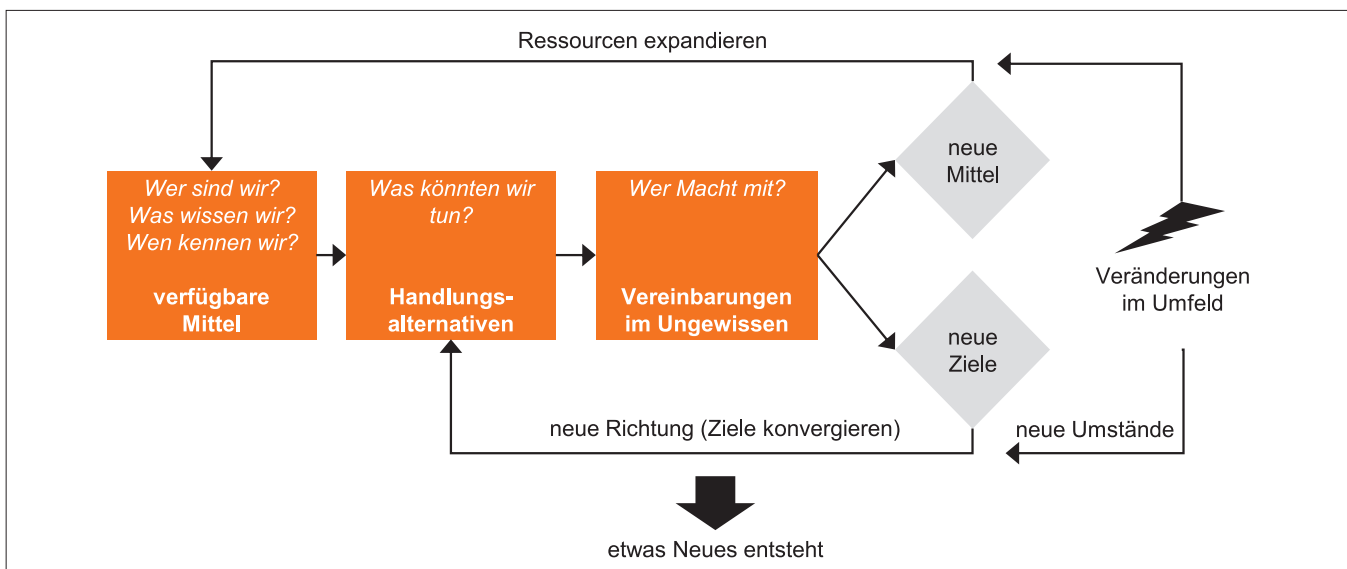 Ressourcen expandieren
Wer sind wir?
Was wissen wir?
Wen kennen wir?
verfügbare
Mittel
Was könnten wir
tun?
Handlungs-
alternativen
Wer Macht mit?
Vereinbarungen
im Ungewissen
neue
Mittel
neue
Ziele
Veränderungen
im Umfeld
neue Richtung (Ziele konvergieren)
neue Umstände
etwas Neues entsteht